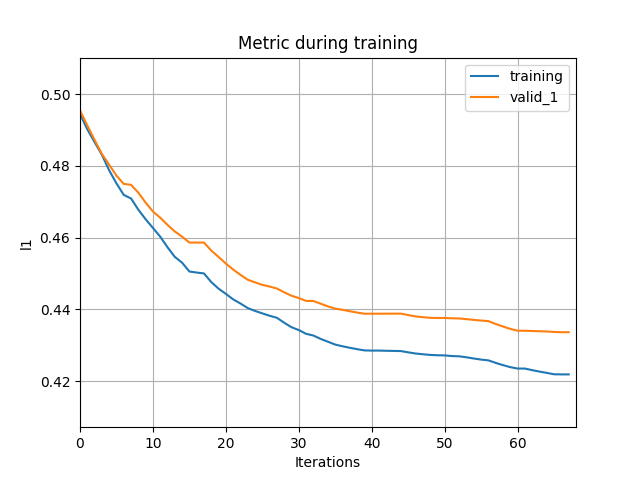 Metric during training
training
valid_1
l1
0.50
0.48
0.46
0.44
0.42
0 10 20 30 40 50 60
Iterations